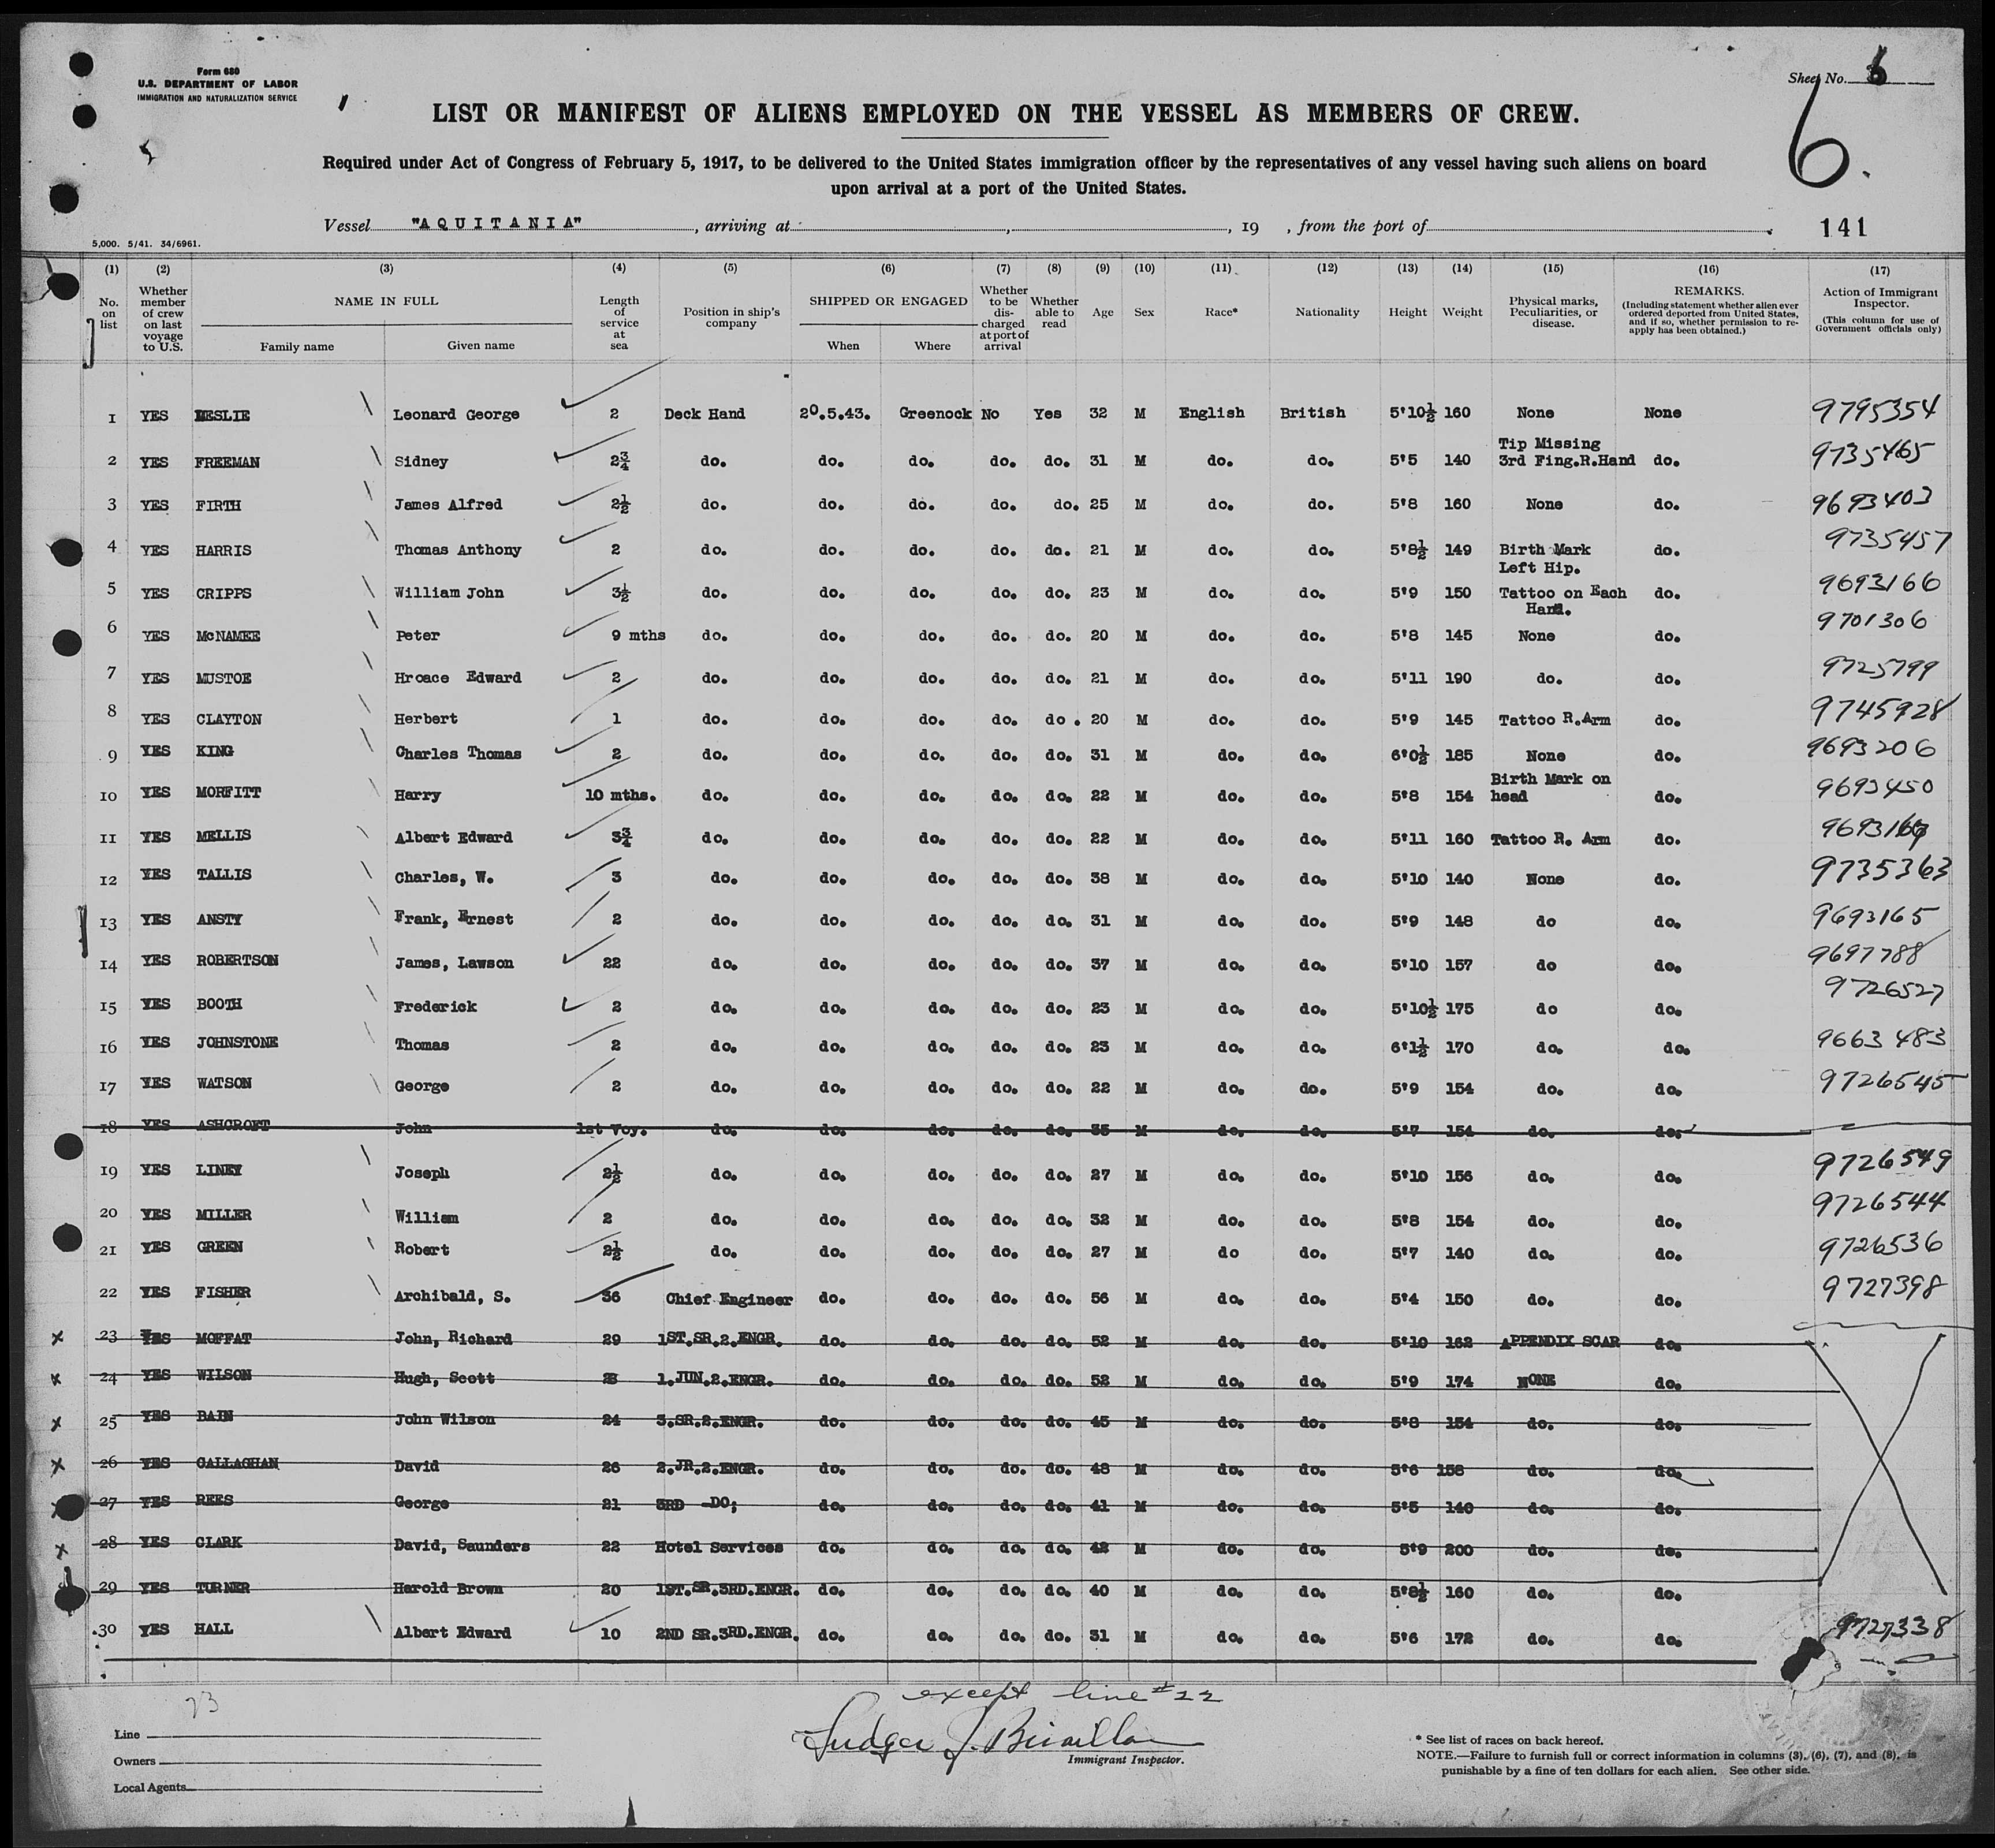 Form 680
U.S. DEPARTMENT OF LABOR
IMMIGRATION AND NATURALIZATION SERVICE
Sheet No. 6
6.
LIST OR MANIFEST OF ALIENS EMPLOYED ON THE VESSEL AS MEMBERS OF CREW.
Required under Act of Congress of February 5, 1917, to be delivered to the United States immigration officer by the representatives of any vessel having such aliens on board
upon arrival at a port of the United States.
Vessel "AQUITANIA", arriving at , , 19 , from the port of
141
5,000. 5/41. 34/6961.
(1) (2) (3) (4) (5) (6) (7) (8) (9) (10) (11) (12) (13) (14) (15) (16) (17)
No. on list
Whether member of crew on last voyage to U.S.
NAME IN FULL
Family name Given name
Length of service at sea
Position in ship's company
SHIPPED OR ENGAGED
When Where
Whether to be discharged at port of arrival
Whether able to read
Age
Sex
Race*
Nationality
Height
Weight
Physical marks, Peculiarities, or disease.
REMARKS.
(Including statement whether alien ever ordered deported from United States, and if so, whether permission to re-apply has been obtained.)
Action of Immigrant Inspector.
(This column for use of Government officials only)
1 YES LESLIE Leonard George 2 Deck Hand 20.5.43. Greenock No Yes 32 M English British 5'10½ 160 None None 9795354
2 YES FREEMAN Sidney 2¾ do. do. do. do. do. 31 M do. do. 5'5 140 Tip Missing 3rd Fing.R.Hand do. 9735465
3 YES FIRTH James Alfred 2½ do. do. do. do. do. 25 M do. do. 5'8 160 None do. 9693403
4 YES HARRIS Thomas Anthony 2 do. do. do. do. do. 21 M do. do. 5'8½ 149 Birth Mark Left Hip. do. 9735457
5 YES CRIPPS William John 3½ do. do. do. do. do. 23 M do. do. 5'9 150 Tattoo on Each Hand. do. 9693166
6 YES McNAMEE Peter 9 mths do. do. do. do. do. 20 M do. do. 5'8 145 None do. 9701306
7 YES MUSTOE Hroace Edward 2 do. do. do. do. do. 21 M do. do. 5'11 190 do. do. 9725799
8 YES CLAYTON Herbert 1 do. do. do. do. do. 20 M do. do. 5'9 145 Tattoo R.Arm do. 9745928
9 YES KING Charles Thomas 2 do. do. do. do. do. 31 M do. do. 6'0½ 185 None do. 9693206
10 YES MORFITT Harry 10 mths. do. do. do. do. do. 22 M do. do. 5'8 154 Birth Mark on head do. 9693450
11 YES MELLIS Albert Edward 3¾ do. do. do. do. do. 22 M do. do. 5'11 160 Tattoo R. Arm do.
12 YES TALLIS Charles, W. 3 do. do. do. do. do. 38 M do. do. 5'10 140 None do. 9735363
13 YES ANSTY Frank, Ernest 2 do. do. do. do. do. 31 M do. do. 5'9 148 do do. 9693165
14 YES ROBERTSON James, Lawson 22 do. do. do. do. do. 37 M do. do. 5'10 157 do do. 9697788
15 YES BOOTH Frederick 2 do. do. do. do. do. 23 M do. do. 5'10½ 175 do do. 9726527
16 YES JOHNSTONE Thomas 2 do. do. do. do. do. 23 M do. do. 6'1½ 170 do. do. 9663483
17 YES WATSON George 2 do. do. do. do. do. 22 M do. do. 5'9 154 do. do. 9726545
18 YES ASHCROFT John 1st Voy. do. do. do. do. do. 35 M do. do. 5'7 154 do. do.
19 YES LINEY Joseph 2½ do. do. do. do. do. 27 M do. do. 5'10 156 do. do. 9726549
20 YES MILLER William 2 do. do. do. do. do. 32 M do. do. 5'8 154 do. do. 9726544
21 YES GREEN Robert 2½ do. do. do. do. do. 27 M do do. 5'7 140 do. do. 9726536
22 YES FISHER Archibald, S. 36 Chief Engineer do. do. do. do. 56 M do. do. 5'4 150 do. do. 9727398
x 23 YES MOFFAT John, Richard 29 1ST.SR.2.ENGR. do. do. do. do. 52 M do. do. 5'10 162 APPENDIX SCAR do.
x 24 YES WILSON Hugh, Scott 1.JUN.2.ENGR. do. do. do. do. 52 M do. do. 5'9 174 NONE do.
x 25 YES BAIN John Wilson 24 3.SR.2.ENGR. do. do. do. do. 45 M do. do. 5'8 154 do. do.
x 26 YES CALLAGHAN David 26 2.JR.2.ENGR. do. do. do. do. 48 M do. do. 5'6 158 do. do.
27 YES REES George 21 3RD -DO; do. do. do. do. 41 M do. do. 5'5 140 do. do.
x 28 YES CLARK David, Saunders 22 Hotel Services do. do. do. do. 42 M do. do. 5'9 200 do. do.
29 YES TURNER Harold Brown 20 1ST.SR.3RD.ENGR. do. do. do. do. 40 M do. do. 5'8½ 160 do. do.
30 YES HALL Albert Edward 10 2ND SR.3RD.ENGR. do. do. do. do. 31 M do. do. 5'6 172 do. do. 9727338
23
except line #22
Line
Owners
Local Agents
Immigrant Inspector.
* See list of races on back hereof.
NOTE.—Failure to furnish full or correct information in columns (3), (6), (7), and (8), is
punishable by a fine of ten dollars for each alien. See other side.